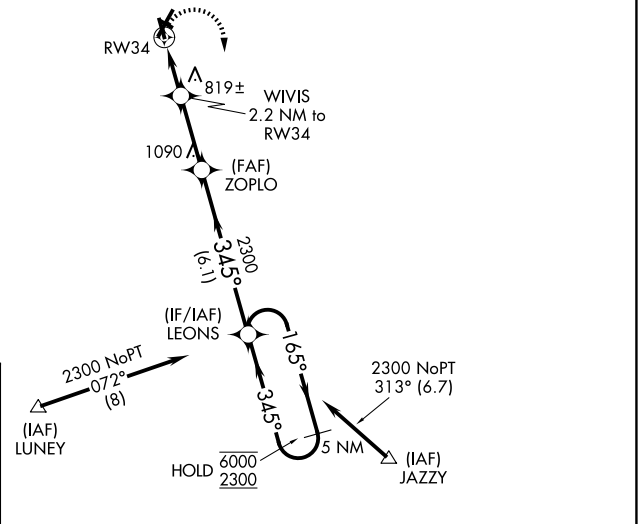 RW34
819±
WIVIS
2.2 NM to
RW34
1090
(FAF)
ZOPLO
2300
345°
(6.1)
(IF/IAF)
LEONS
165°
345°
2300 NoPT
072°
(8)
(IAF)
LUNEY
2300 NoPT
313° (6.7)
HOLD
6000
2300
5 NM
(IAF)
JAZZY